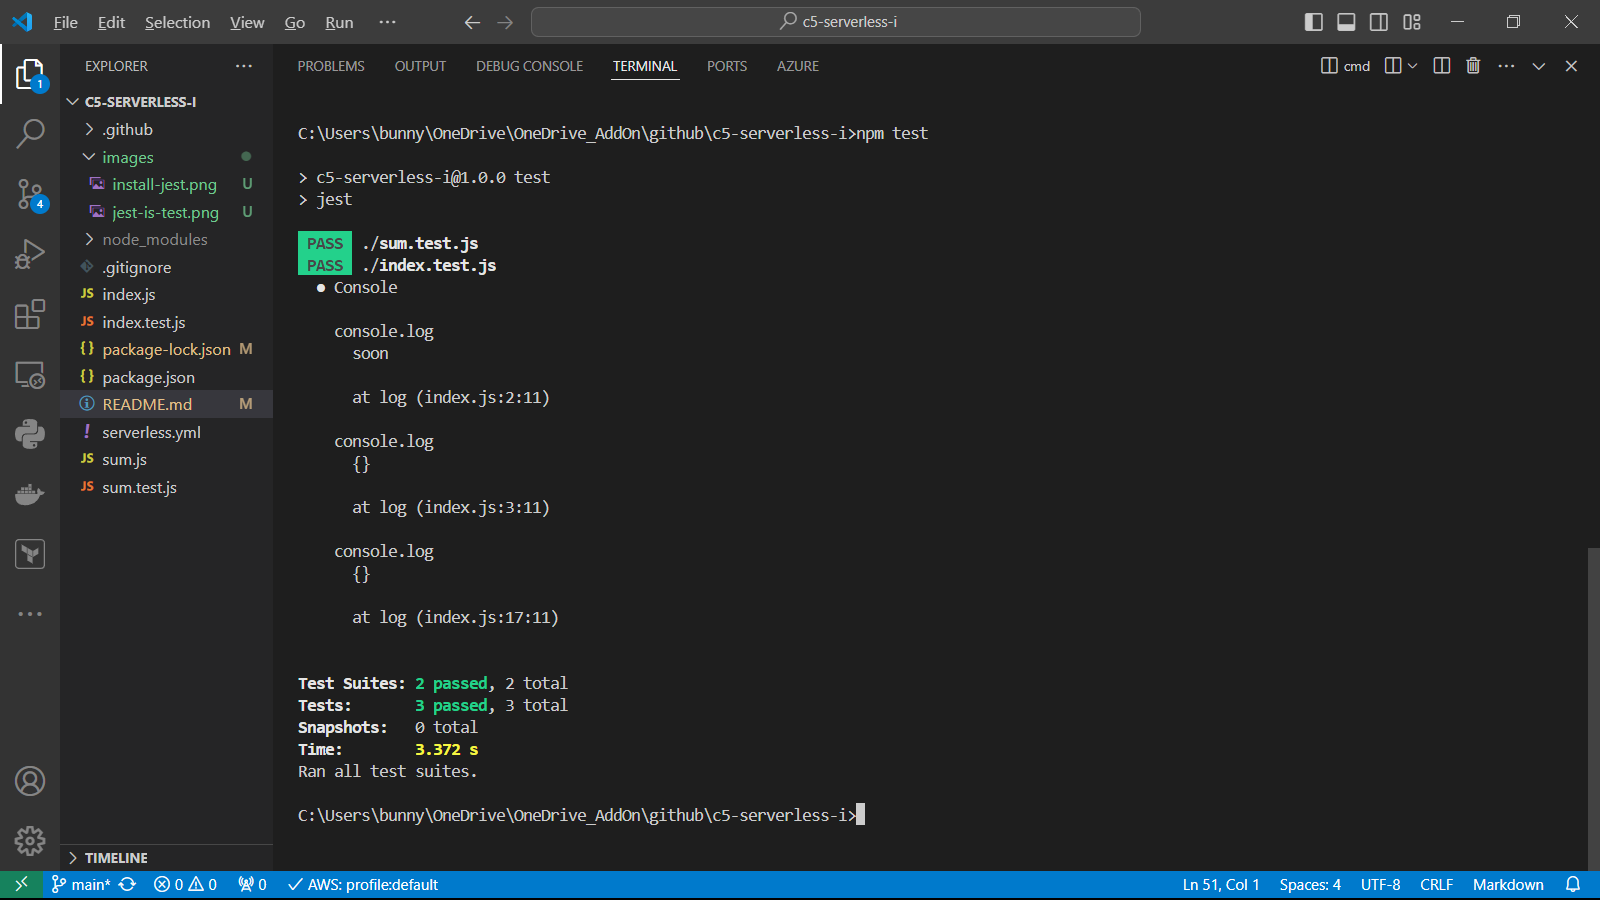 File Edit Selection View Go Run ··· c5-serverless-i
EXPLORER ···
PROBLEMS OUTPUT DEBUG CONSOLE TERMINAL PORTS AZURE cmd ···
C5-SERVERLESS-I
.github
images
install-jest.png U
jest-is-test.png U
node_modules
.gitignore
JS index.js
JS index.test.js
{} package-lock.json M
{} package.json
README.md M
! serverless.yml
JS sum.js
JS sum.test.js
TIMELINE
1
4
C:\Users\bunny\OneDrive\OneDrive_AddOn\github\c5-serverless-i>npm test
> c5-serverless-i@1.0.0 test
> jest
PASS ./sum.test.js
PASS ./index.test.js
● Console
console.log
soon
at log (index.js:2:11)
console.log
{}
at log (index.js:3:11)
console.log
{}
at log (index.js:17:11)
Test Suites: 2 passed, 2 total
Tests: 3 passed, 3 total
Snapshots: 0 total
Time: 3.372 s
Ran all test suites.
C:\Users\bunny\OneDrive\OneDrive_AddOn\github\c5-serverless-i>
main* 0 0 0 AWS: profile:default Ln 51, Col 1 Spaces: 4 UTF-8 CRLF Markdown